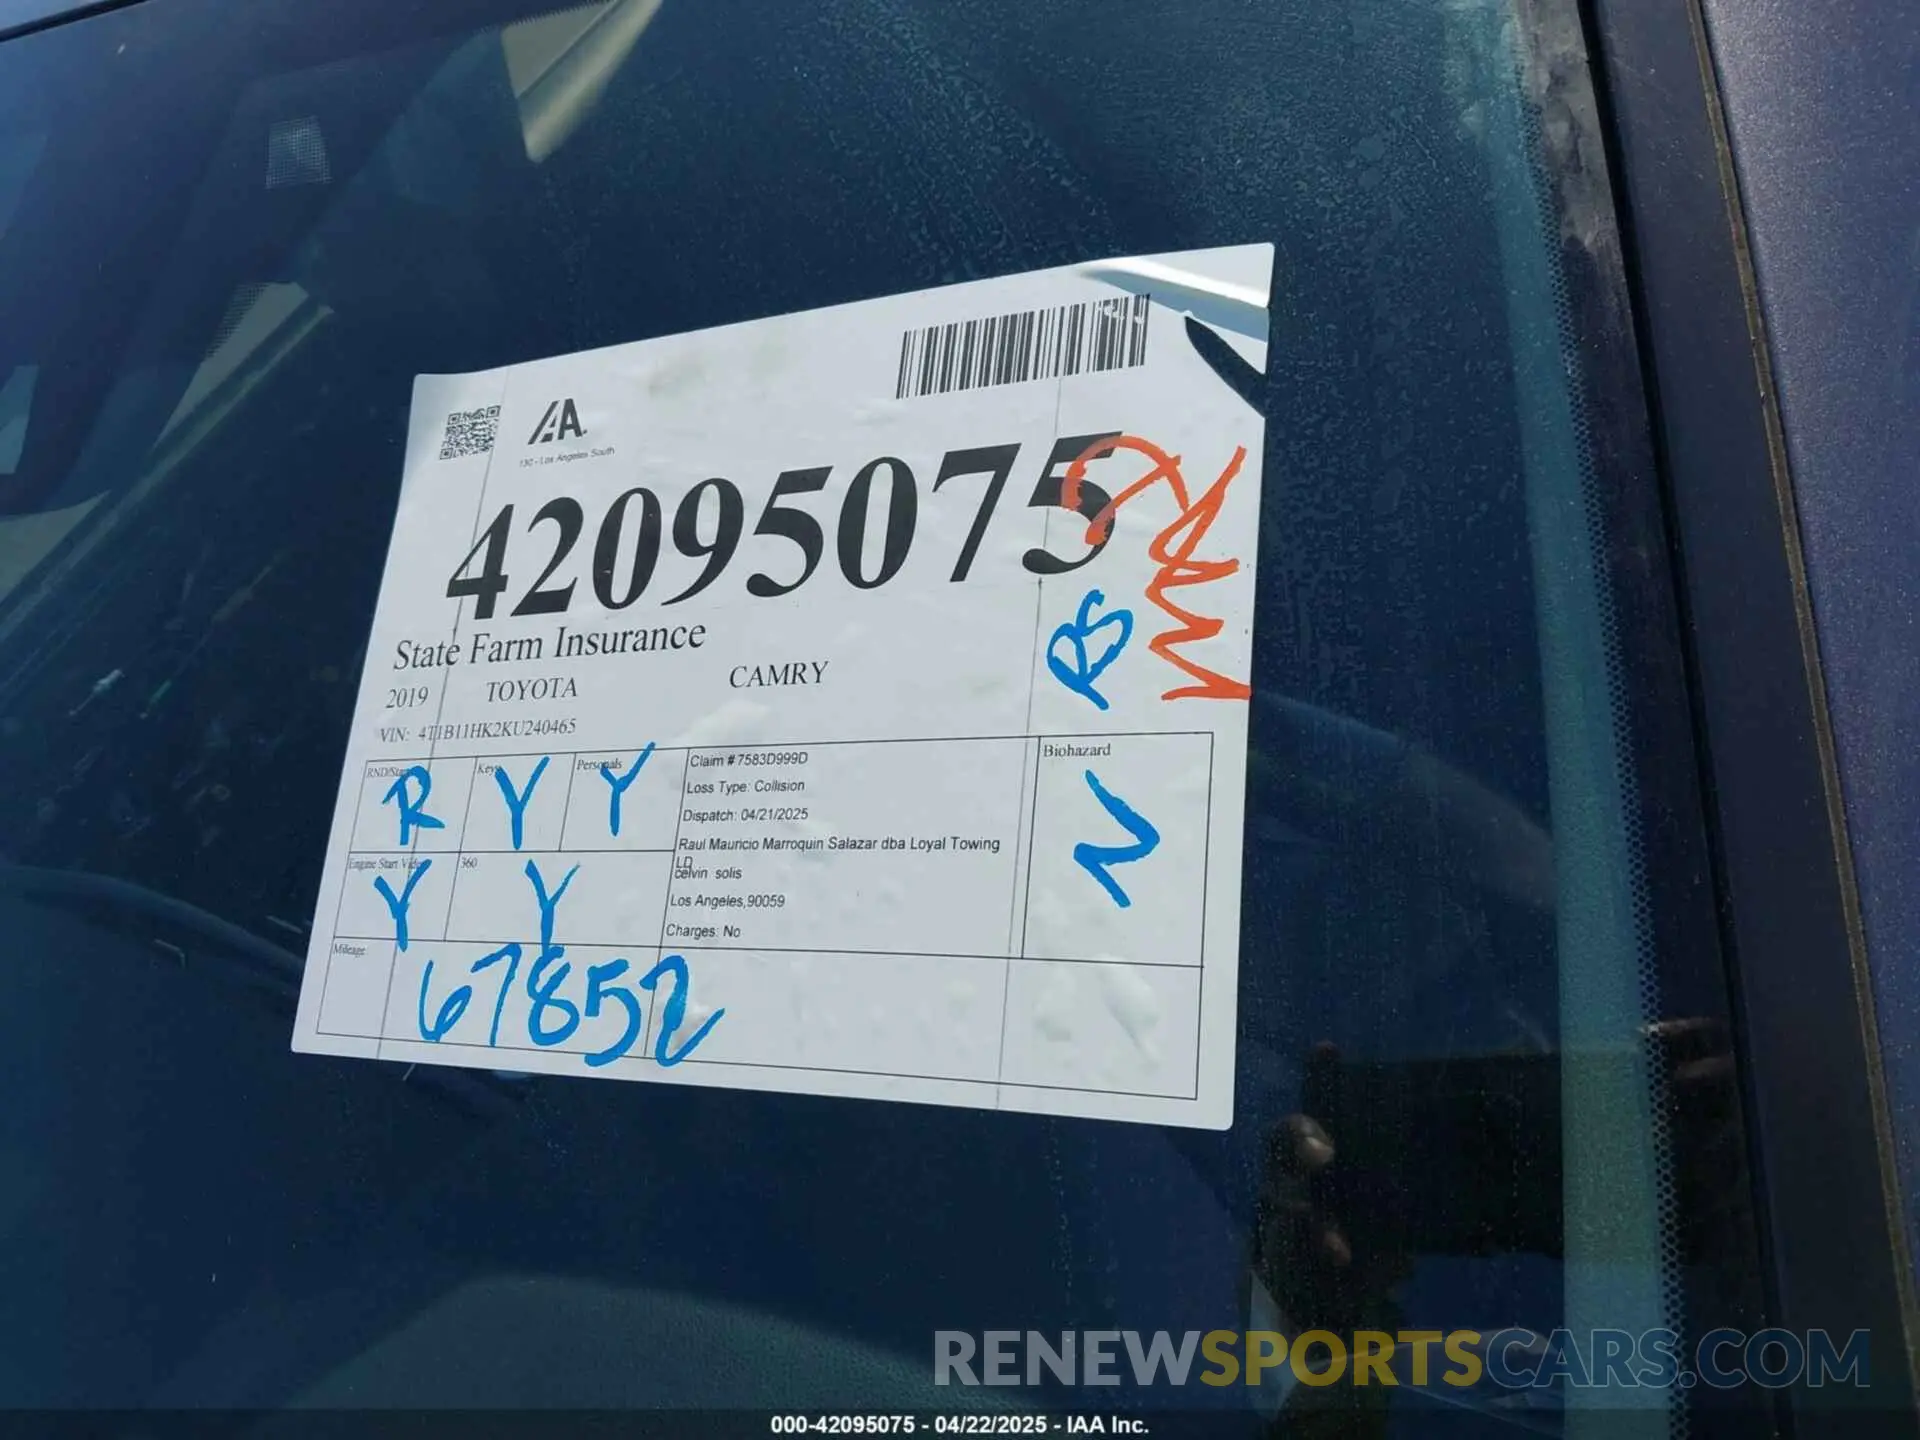 IAA.
130 - Los Angeles South
42095075
RS
State Farm Insurance
2019 TOYOTA CAMRY
VIN: 4T1B11HK2KU240465
RND/Start R
Keys Y
Personals Y
Claim # 7583D999D
Loss Type: Collision
Dispatch: 04/21/2025
Raul Mauricio Marroquin Salazar dba Loyal Towing
LD
celvin solis
Los Angeles,90059
Charges: No
Biohazard
N
Engine Start Video Y
360 Y
Mileage
67852
RENEWSPORTSCARS.COM
000-42095075 - 04/22/2025 - IAA Inc.